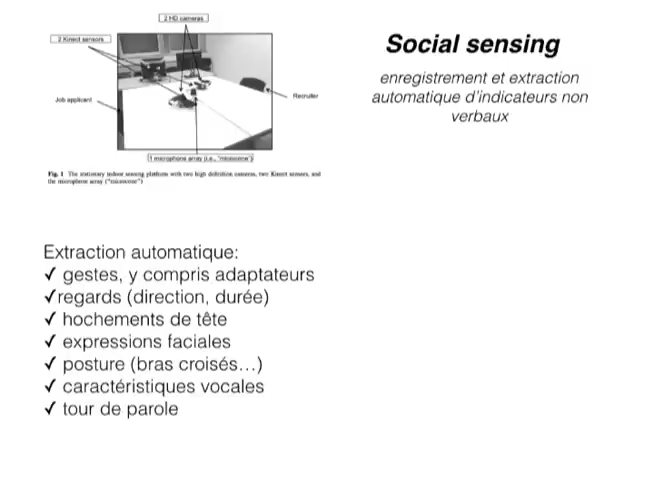 2 HD cameras
2 Kinect sensors
Job applicant
Recruiter
1 microphone array (i.e., "microcone")
Fig. 1 The stationary indoor sensing platform with two high definition cameras, two Kinect sensors, and
the microphone array ("microcone")
Social sensing
enregistrement et extraction
automatique d'indicateurs non
verbaux
Extraction automatique:
✓ gestes, y compris adaptateurs
✓regards (direction, durée)
✓ hochements de tête
✓ expressions faciales
✓ posture (bras croisés…)
✓ caractéristiques vocales
✓ tour de parole